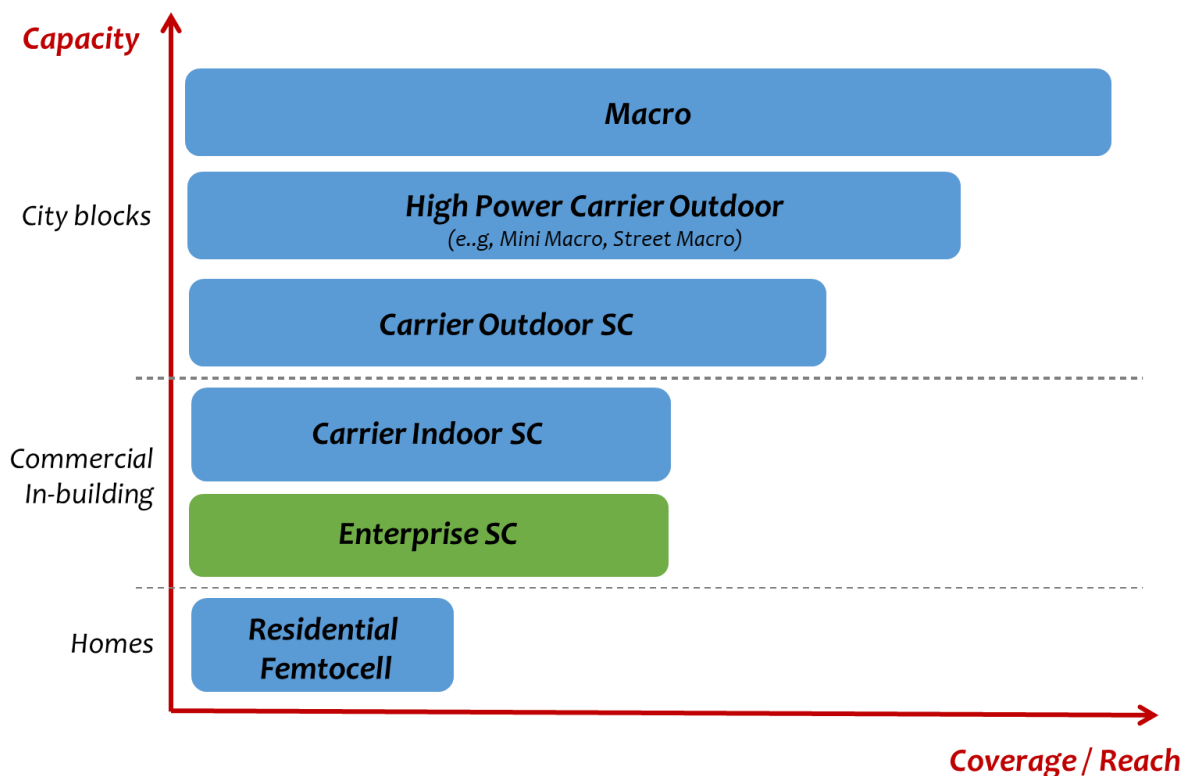 Capacity
Macro
City blocks
High Power Carrier Outdoor
(e..g, Mini Macro, Street Macro)
Carrier Outdoor SC
Commercial
In-building
Carrier Indoor SC
Enterprise SC
Homes
Residential
Femtocell
Coverage / Reach